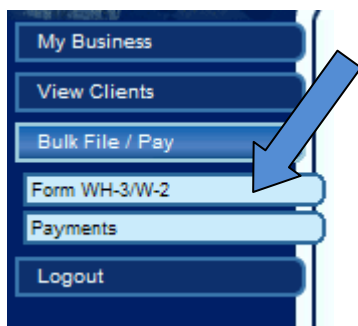 My Business
View Clients
Bulk File / Pay
Form WH-3/W-2
Payments
Logout